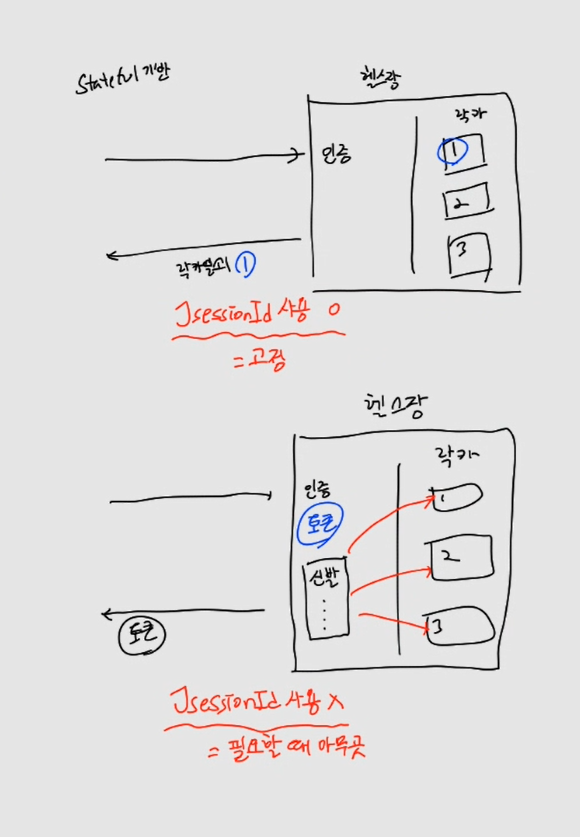 Stateful 기반
헬스장
락카
인증
1
2
3
락카열쇠 1
JsessionId 사용 O
= 고정
헬스장
락카
인증
토큰
1
신발
2
토큰
3
JsessionId 사용 X
= 필요할 때 아무곳